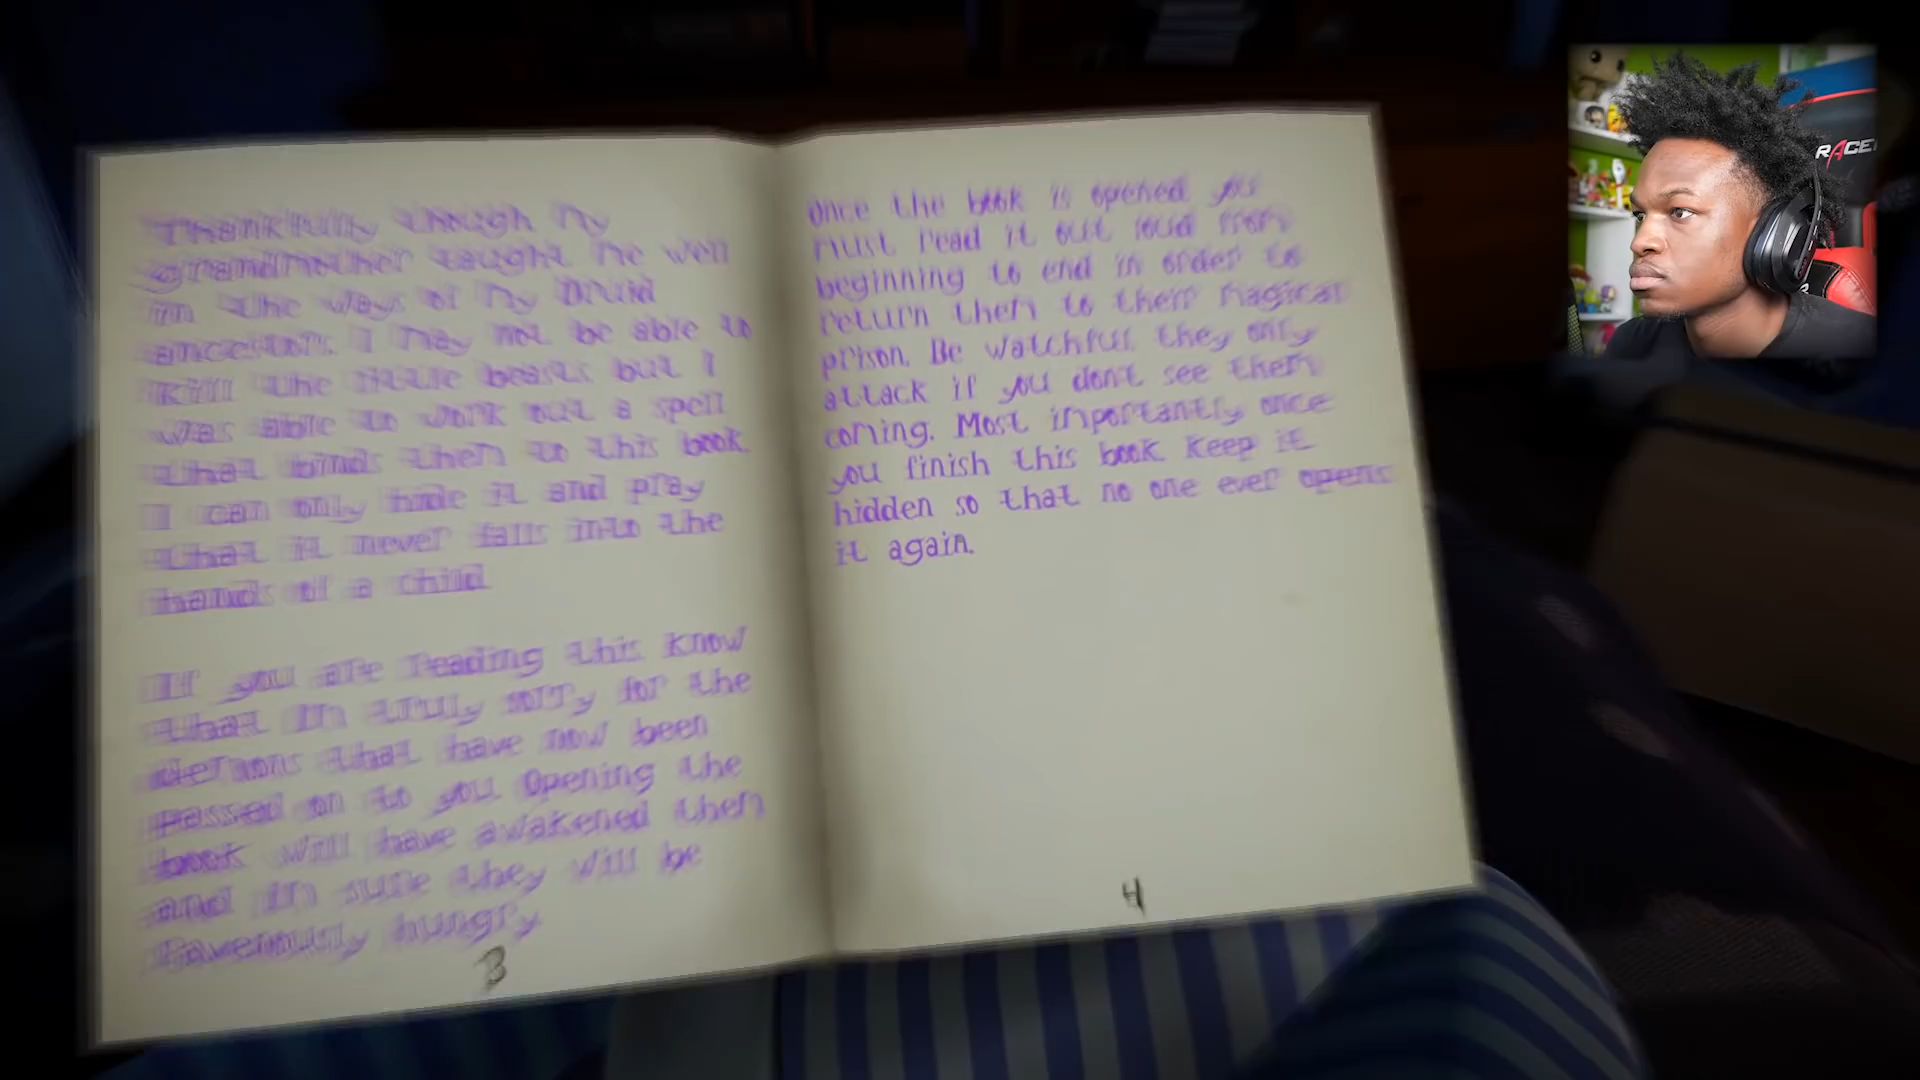 Thankfully though my
grandmother taught me well
in the ways of my Druid
ancestors. I may not be able to
kill the little beasts but I
was able to work out a spell
that binds them to this book
I can only hide it and pray
that it never falls into the
hands of a child
If you are reading this know
that im truly sorry for the
demons that have now been
passed on to you Opening the
book will have awakened them
and im sure they will be
ravenously hungry
3
Once the book is opened you
must read it out loud from
beginning to end in order to
return them to their magical
prison. Be watchful they only
attack if you don't see them
coming. Most importantly once
you finish this book keep it
hidden so that no one ever opens
it again.
4
RACE